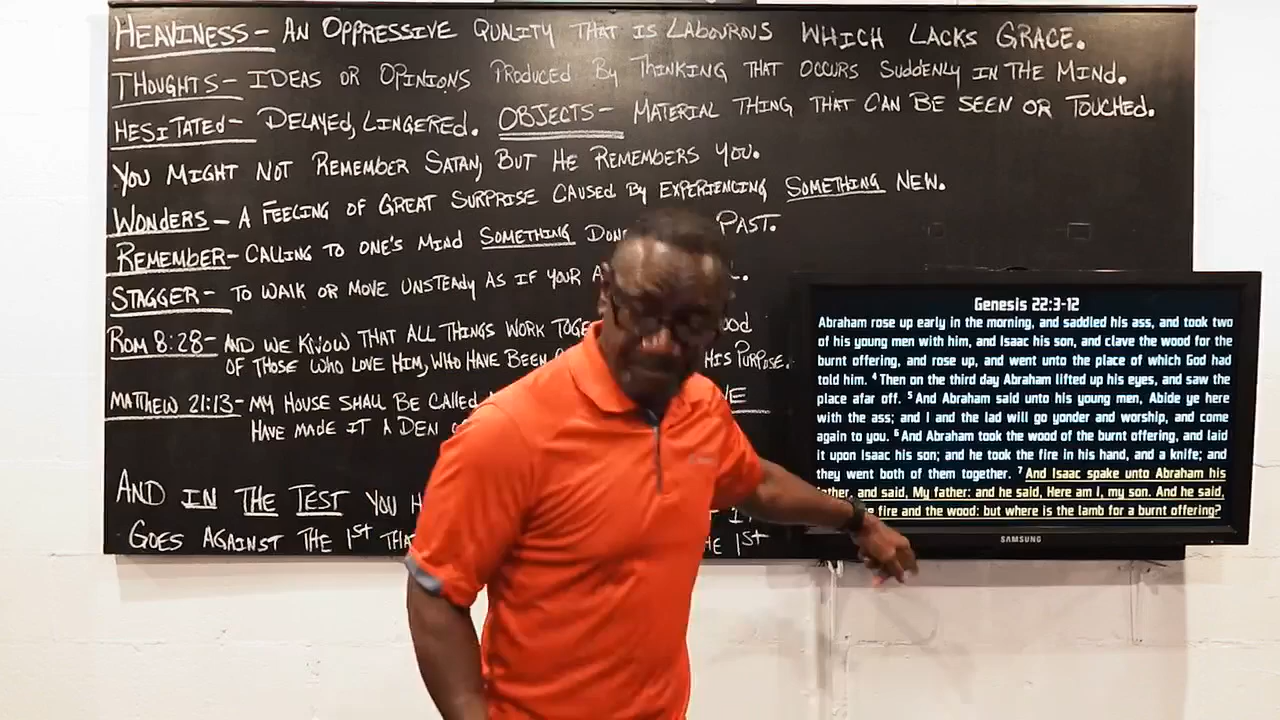 HEAVINESS- AN OPPRESSIVE QUALITY THAT IS LABOUROUS WHICH LACKS GRACE.
THOUGHTS- IDEAS OR OPINIONS PRODUCED BY THINKING THAT OCCURS SUDDENLY IN THE MIND.
HESITATED- DELAYED, LINGERED. OBJECTS- MATERIAL THING THAT CAN BE SEEN OR TOUCHED.
YOU MIGHT NOT REMEMBER SATAN, BUT HE REMEMBERS YOU.
WONDERS- A FEELING OF GREAT SURPRISE CAUSED BY EXPERIENCING SOMETHING NEW.
REMEMBER- CALLING TO ONE'S MIND SOMETHING PAST.
STAGGER- TO WALK OR MOVE UNSTEADY AS IF YOUR
ROM 8:28- AND WE KNOW THAT ALL THINGS WORK
OF THOSE WHO LOVE HIM, WHO HAVE BEEN HIS PURPOSE.
MATTHEW 21:13- MY HOUSE SHALL BE CALLED
HAVE MADE IT A DEN
AND IN THE TEST YOU
GOES AGAINST THE 1ST 1ST
Genesis 22:3-12
Abraham rose up early in the morning, and saddled his ass, and took two
of his young men with him, and Isaac his son, and clave the wood for the
burnt offering, and rose up, and went unto the place of which God had
told him. 4 Then on the third day Abraham lifted up his eyes, and saw the
place afar off. 5 And Abraham said unto his young men, Abide ye here
with the ass; and I and the lad will go yonder and worship, and come
again to you. 6 And Abraham took the wood of the burnt offering, and laid
it upon Isaac his son; and he took the fire in his hand, and a knife; and
they went both of them together. 7 And Isaac spake unto Abraham his
father, and said, My father: and he said, Here am I, my son. And he said,
fire and the wood: but where is the lamb for a burnt offering?
SAMSUNG